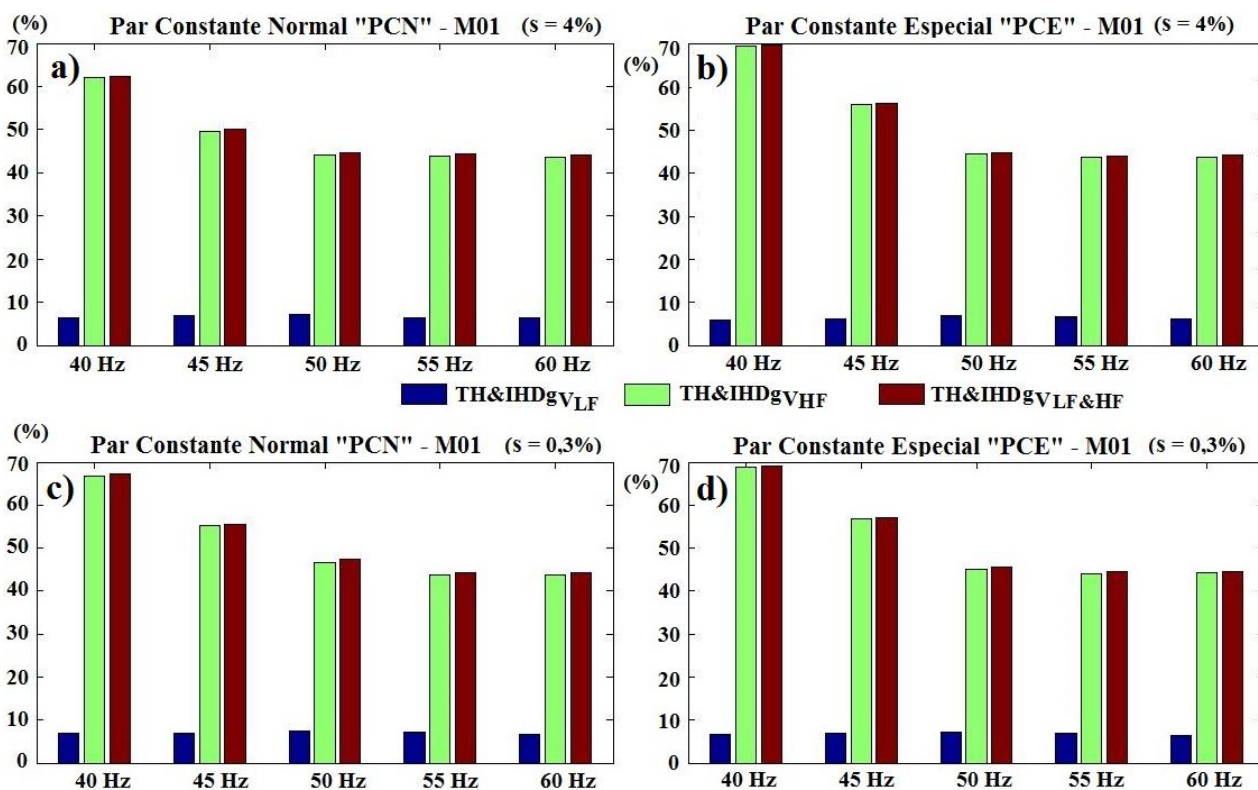 (%) Par Constante Normal "PCN" - M01 (s = 4%)
a)
70
60
50
40
30
20
10
0
40 Hz 45 Hz 50 Hz 55 Hz 60 Hz
Par Constante Especial "PCE" - M01 (s = 4%)
(%)
b)
70
60
50
40
30
20
10
0
40 Hz 45 Hz 50 Hz 55 Hz 60 Hz
TH&IHDgVLF TH&IHDgVHF TH&IHDgVLF&HF
(%) Par Constante Normal "PCN" - M01 (s = 0,3%)
c)
70
60
50
40
30
20
10
0
40 Hz 45 Hz 50 Hz 55 Hz 60 Hz
Par Constante Especial "PCE" - M01 (s = 0,3%)
(%)
d)
70
60
50
40
30
20
10
0
40 Hz 45 Hz 50 Hz 55 Hz 60 Hz